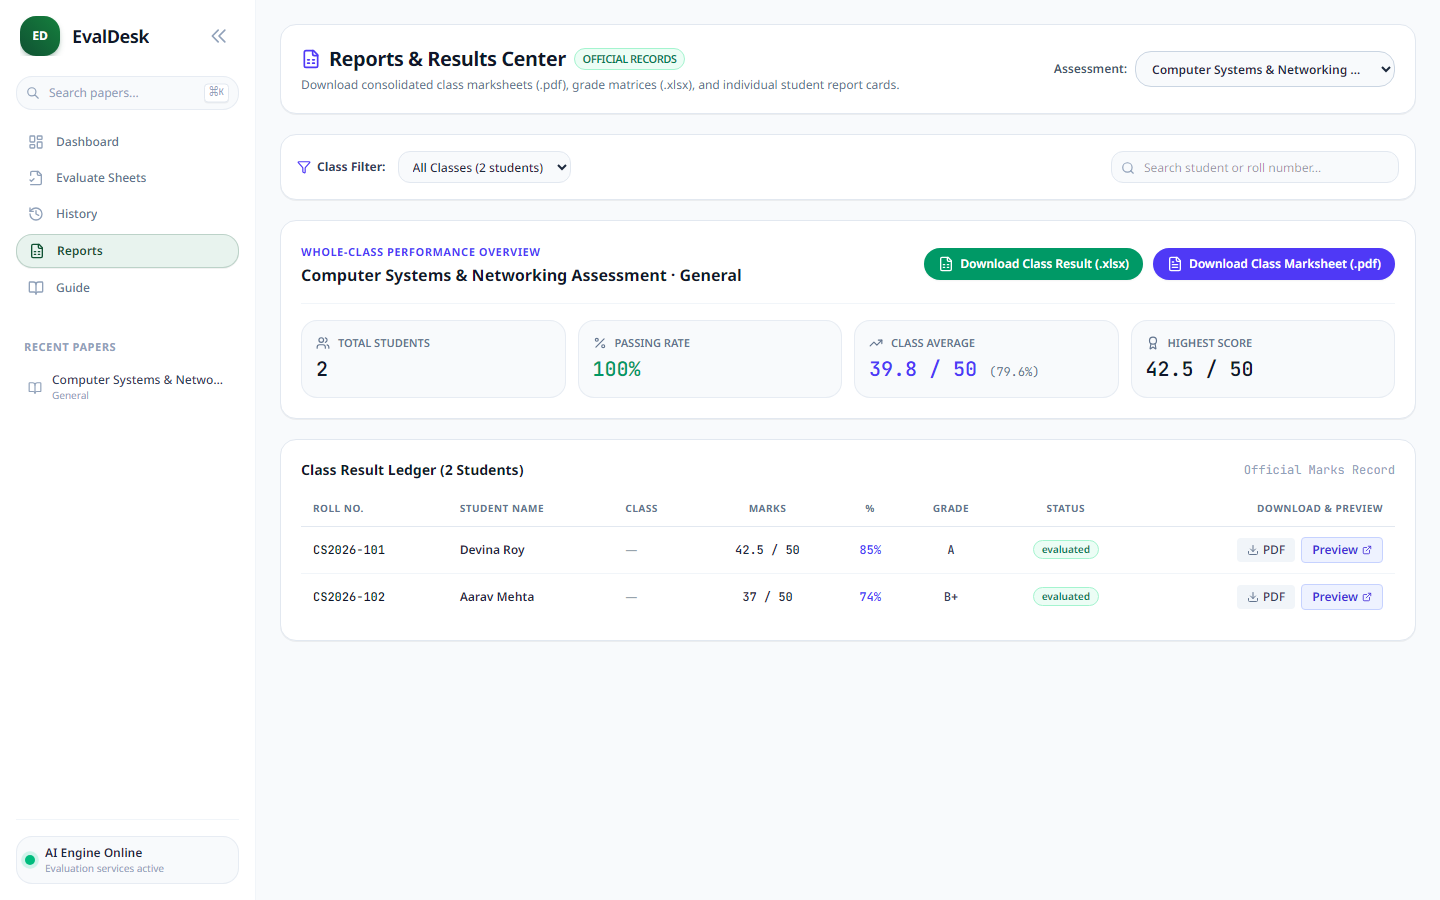 ED
EvalDesk
Search papers...
⌘K
Dashboard
Evaluate Sheets
History
Reports
Guide
RECENT PAPERS
Computer Systems & Netwo...
General
AI Engine Online
Evaluation services active
Reports & Results Center
OFFICIAL RECORDS
Download consolidated class marksheets (.pdf), grade matrices (.xlsx), and individual student report cards.
Assessment:
Computer Systems & Networking ...
Class Filter:
All Classes (2 students)
Search student or roll number...
WHOLE-CLASS PERFORMANCE OVERVIEW
Computer Systems & Networking Assessment · General
Download Class Result (.xlsx)
Download Class Marksheet (.pdf)
TOTAL STUDENTS
2
PASSING RATE
100%
CLASS AVERAGE
39.8 / 50 (79.6%)
HIGHEST SCORE
42.5 / 50
Class Result Ledger (2 Students)
Official Marks Record
ROLL NO. STUDENT NAME CLASS MARKS % GRADE STATUS DOWNLOAD & PREVIEW
CS2026-101 Devina Roy — 42.5 / 50 85% A evaluated PDF Preview
CS2026-102 Aarav Mehta — 37 / 50 74% B+ evaluated PDF Preview